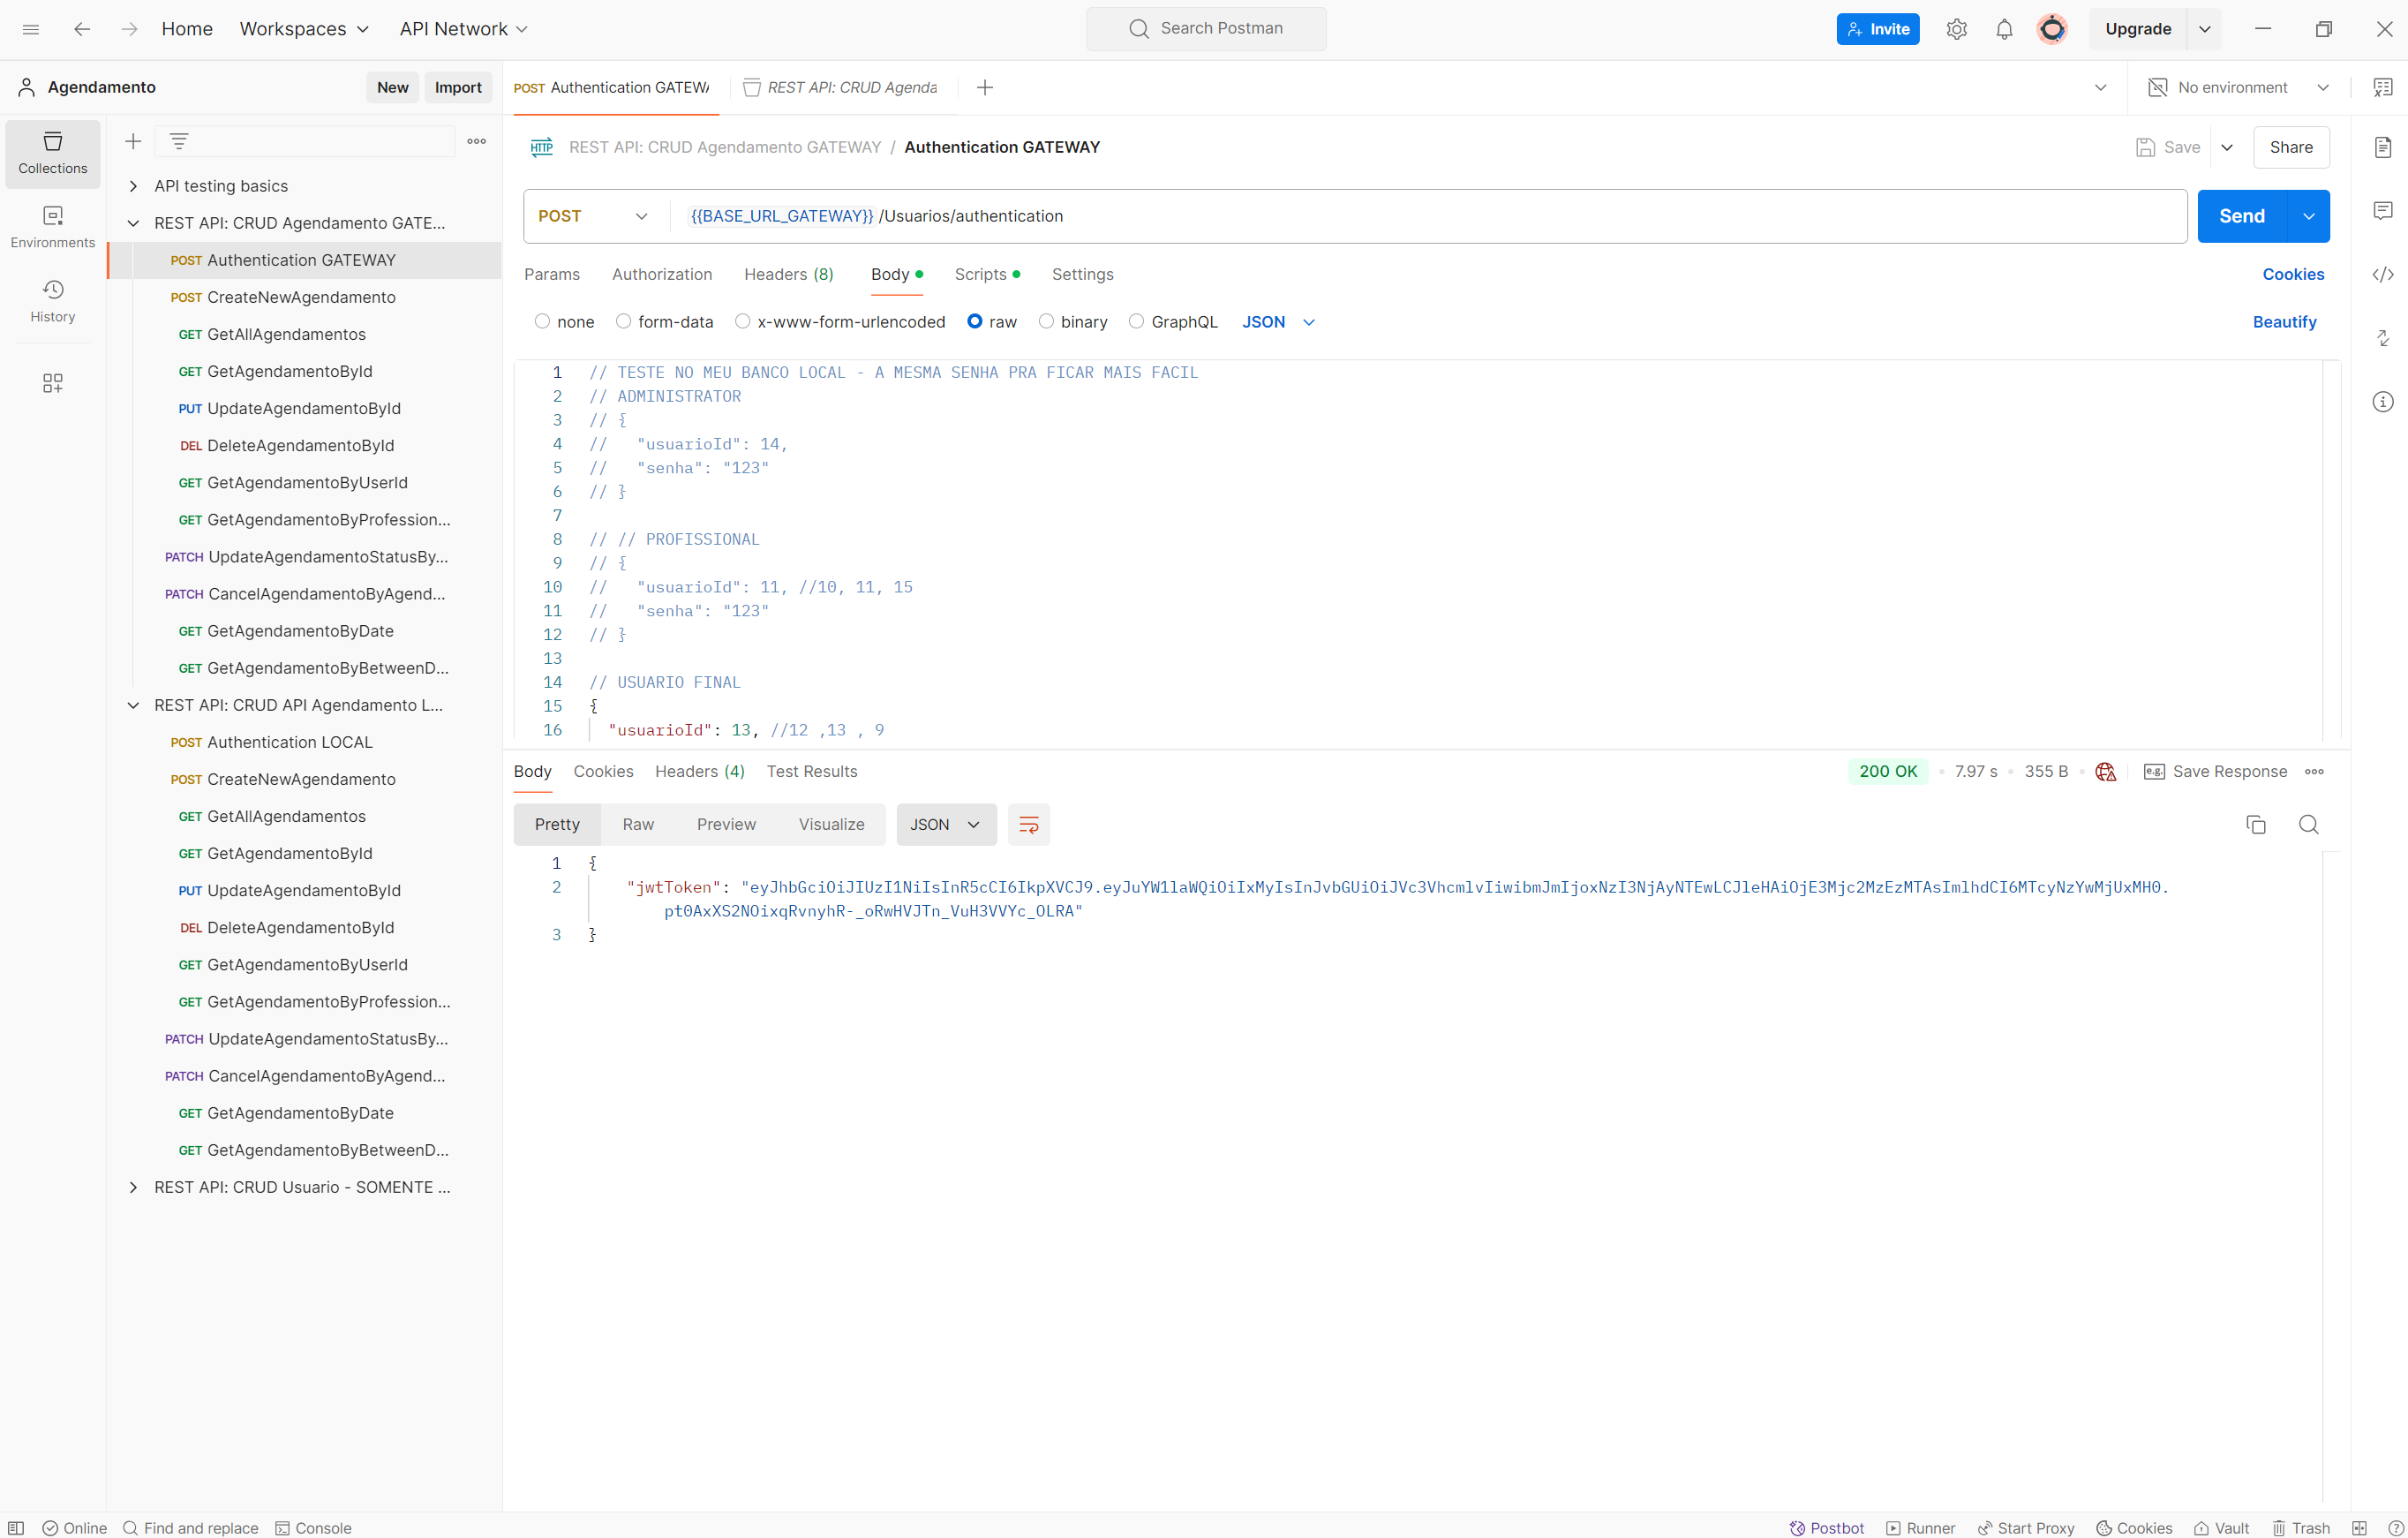 Home Workspaces API Network Search Postman Invite Upgrade
Agendamento New Import
POST Authentication GATEW REST API: CRUD Agenda No environment
Collections
Environments
History
API testing basics
REST API: CRUD Agendamento GATE...
POST Authentication GATEWAY
POST CreateNewAgendamento
GET GetAllAgendamentos
GET GetAgendamentoById
PUT UpdateAgendamentoById
DEL DeleteAgendamentoById
GET GetAgendamentoByUserId
GET GetAgendamentoByProfession...
PATCH UpdateAgendamentoStatusBy...
PATCH CancelAgendamentoByAgend...
GET GetAgendamentoByDate
GET GetAgendamentoByBetweenD...
REST API: CRUD API Agendamento L...
POST Authentication LOCAL
POST CreateNewAgendamento
GET GetAllAgendamentos
GET GetAgendamentoById
PUT UpdateAgendamentoById
DEL DeleteAgendamentoById
GET GetAgendamentoByUserId
GET GetAgendamentoByProfession...
PATCH UpdateAgendamentoStatusBy...
PATCH CancelAgendamentoByAgend...
GET GetAgendamentoByDate
GET GetAgendamentoByBetweenD...
REST API: CRUD Usuario - SOMENTE ...
HTTP REST API: CRUD Agendamento GATEWAY / Authentication GATEWAY Save Share
POST {{BASE_URL_GATEWAY}} /Usuarios/authentication Send
Params Authorization Headers (8) Body Scripts Settings Cookies
none form-data x-www-form-urlencoded raw binary GraphQL JSON Beautify
1 // TESTE NO MEU BANCO LOCAL - A MESMA SENHA PRA FICAR MAIS FACIL
2 // ADMINISTRATOR
3 // {
4 // "usuarioId": 14,
5 // "senha": "123"
6 // }
7
8 // // PROFISSIONAL
9 // {
10 // "usuarioId": 11, //10, 11, 15
11 // "senha": "123"
12 // }
13
14 // USUARIO FINAL
15 {
16 "usuarioId": 13, //12 ,13 , 9
Body Cookies Headers (4) Test Results 200 OK 7.97 s 355 B e.g. Save Response
Pretty Raw Preview Visualize JSON
1 {
2 "jwtToken": "eyJhbGciOiJIUzI1NiIsInR5cCI6IkpXVCJ9.eyJuYW1laWQiOiIxMyIsInJvbGUiOiJVc3VhcmlvIiwibmJmIjoxNzI3NjAyNTEwLCJleHAiOjE3Mjc2MzEzMTAsImlhdCI6MTcyNzYwMjUxMH0.
pt0AxXS2NOixqRvnyhR-_oRwHVJTn_VuH3VVYc_OLRA"
3 }
Online Find and replace Console Postbot Runner Start Proxy Cookies Vault Trash